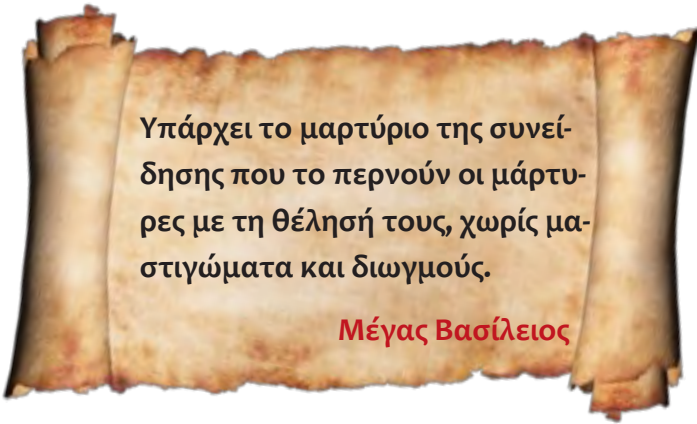 Υπάρχει το μαρτύριο της συνεί-
δησης που το περνούν οι μάρτυ-
ρες με τη θέλησή τους, χωρίς μα-
στιγώματα και διωγμούς.
Μέγας Βασίλειος